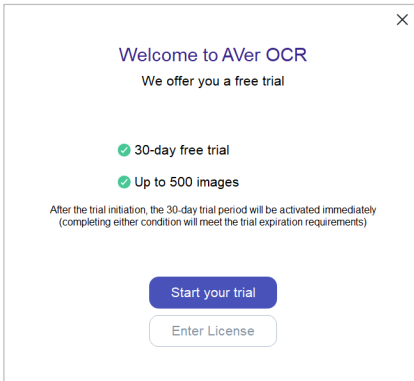 Welcome to AVer OCR
We offer you a free trial
30-day free trial
Up to 500 images
After the trial initiation, the 30-day trial period will be activated immediately
(completing either condition will meet the trial expiration requirements)
Start your trial
Enter License